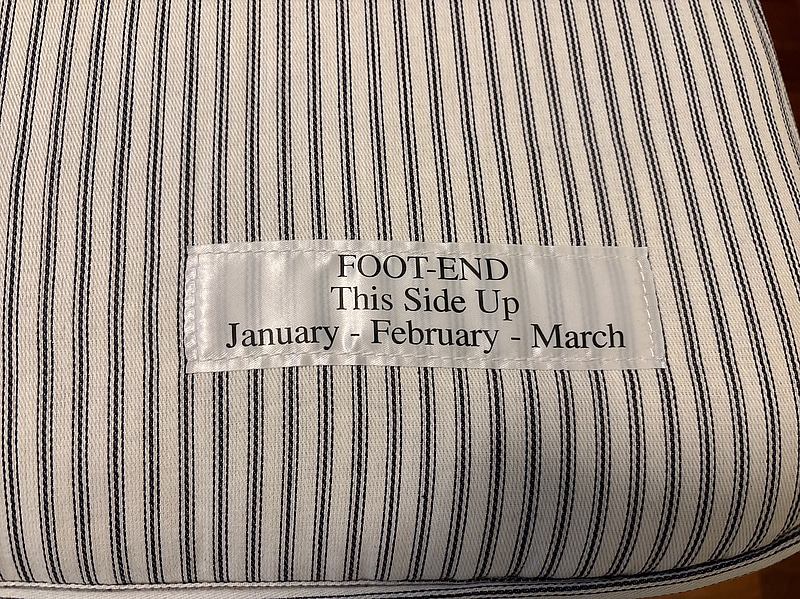 FOOT-END
This Side Up
January - February - March